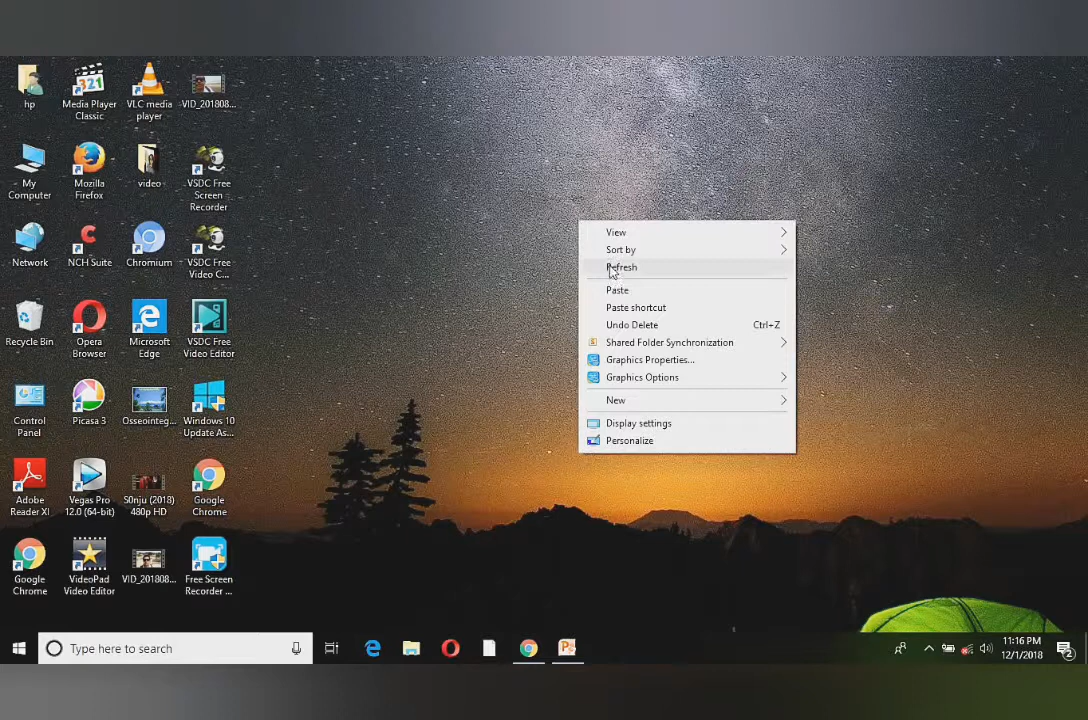 hp
Media Player
Classic
VLC media
player
VID_201808...
My
Computer
Mozilla
Firefox
video
VSDC Free
Screen
Recorder
Network
NCH Suite
Chromium
VSDC Free
Video C...
Recycle Bin
Opera
Browser
Microsoft
Edge
VSDC Free
Video Editor
Control
Panel
Picasa 3
Osseointeg...
Windows 10
Update As...
Adobe
Reader XI
Vegas Pro
12.0 (64-bit)
S0nju (2018)
480p HD
Google
Chrome
Google
Chrome
VideoPad
Video Editor
VID_201808...
Free Screen
Recorder ...
View
Sort by
Refresh
Paste
Paste shortcut
Undo Delete Ctrl+Z
Shared Folder Synchronization
Graphics Properties...
Graphics Options
New
Display settings
Personalize
Type here to search
11:16 PM
12/1/2018
2